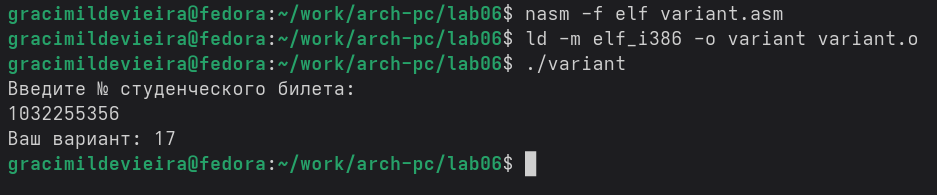 gracimildevieira@fedora:~/work/arch-pc/lab06$ nasm -f elf variant.asm
gracimildevieira@fedora:~/work/arch-pc/lab06$ ld -m elf_i386 -o variant variant.o
gracimildevieira@fedora:~/work/arch-pc/lab06$ ./variant
Введите № студенческого билета:
1032255356
Ваш вариант: 17
gracimildevieira@fedora:~/work/arch-pc/lab06$